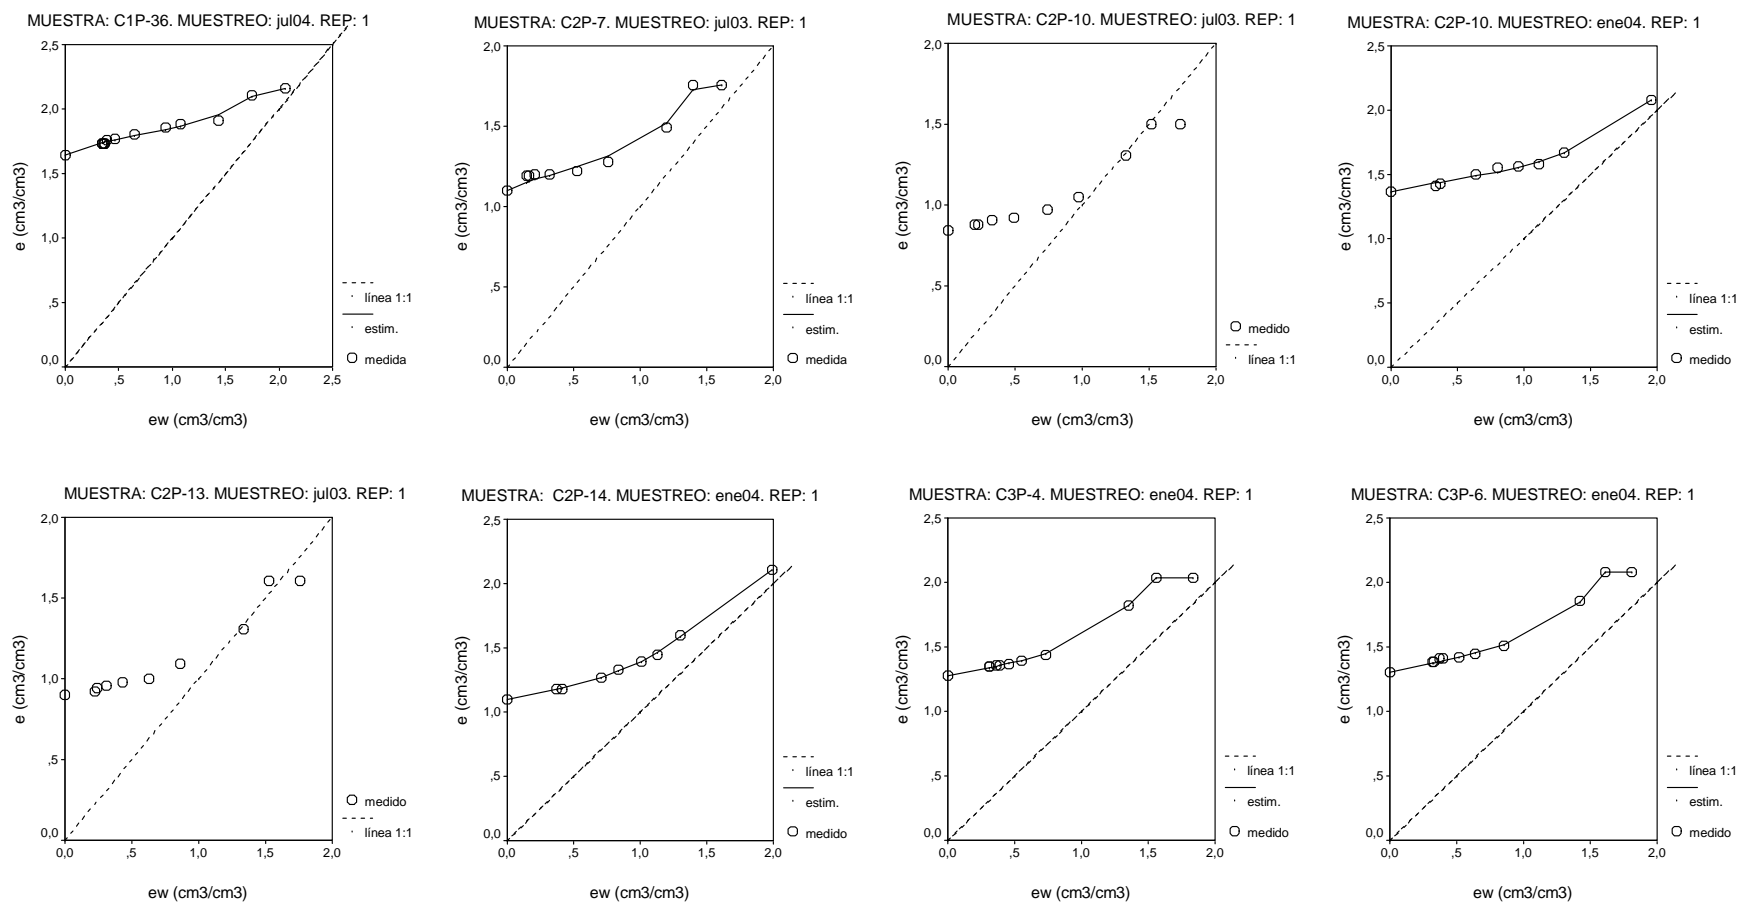 MUESTRA: C1P-36. MUESTREO: jul04. REP: 1
2,5
2,0
1,5
1,0
,5
0,0
e (cm3/cm3)
0,0 ,5 1,0 1,5 2,0 2,5
ew (cm3/cm3)
línea 1:1
estim.
medida
MUESTRA: C2P-7. MUESTREO: jul03. REP: 1
2,0
1,5
1,0
,5
0,0
e (cm3/cm3)
0,0 ,5 1,0 1,5 2,0
ew (cm3/cm3)
línea 1:1
estim.
medida
MUESTRA: C2P-10. MUESTREO: jul03. REP: 1
2,0
1,5
1,0
,5
0,0
e (cm3/cm3)
0,0 ,5 1,0 1,5 2,0
ew (cm3/cm3)
medido
línea 1:1
MUESTRA: C2P-10. MUESTREO: ene04. REP: 1
2,5
2,0
1,5
1,0
,5
0,0
e (cm3/cm3)
0,0 ,5 1,0 1,5 2,0
ew (cm3/cm3)
línea 1:1
estim.
medido
MUESTRA: C2P-13. MUESTREO: jul03. REP: 1
2,0
1,5
1,0
,5
0,0
e (cm3/cm3)
0,0 ,5 1,0 1,5 2,0
ew (cm3/cm3)
medido
línea 1:1
MUESTRA: C2P-14. MUESTREO: ene04. REP: 1
2,5
2,0
1,5
1,0
,5
0,0
e (cm3/cm3)
0,0 ,5 1,0 1,5 2,0
ew (cm3/cm3)
línea 1:1
estim.
medido
MUESTRA: C3P-4. MUESTREO: ene04. REP: 1
2,5
2,0
1,5
1,0
,5
0,0
e (cm3/cm3)
0,0 ,5 1,0 1,5 2,0
ew (cm3/cm3)
línea 1:1
estim.
medido
MUESTRA: C3P-6. MUESTREO: ene04. REP: 1
2,5
2,0
1,5
1,0
,5
0,0
e (cm3/cm3)
0,0 ,5 1,0 1,5 2,0
ew (cm3/cm3)
línea 1:1
estim.
medido